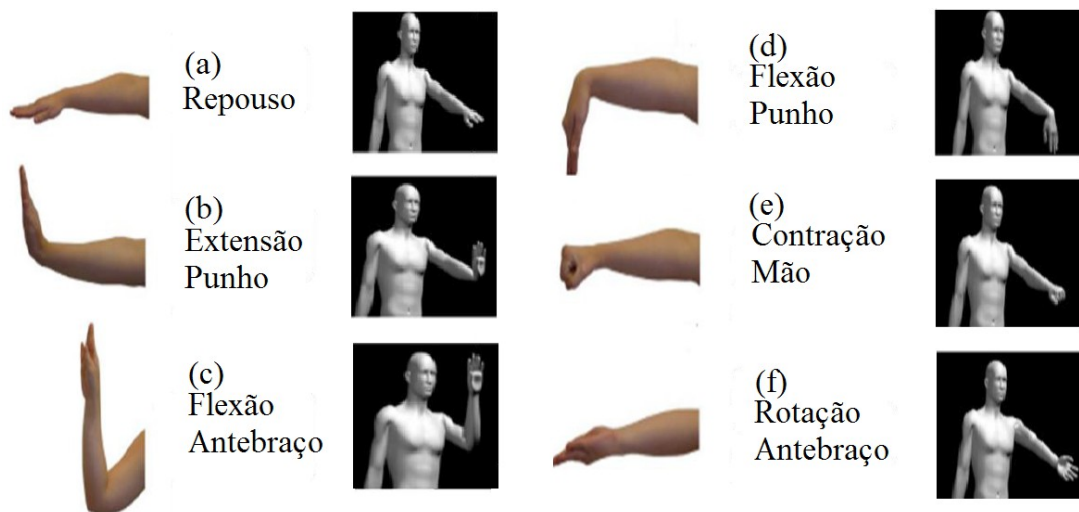 (a)
Repouso
(b)
Extensão
Punho
(c)
Flexão
Antebraço
(d)
Flexão
Punho
(e)
Contração
Mão
(f)
Rotação
Antebraço